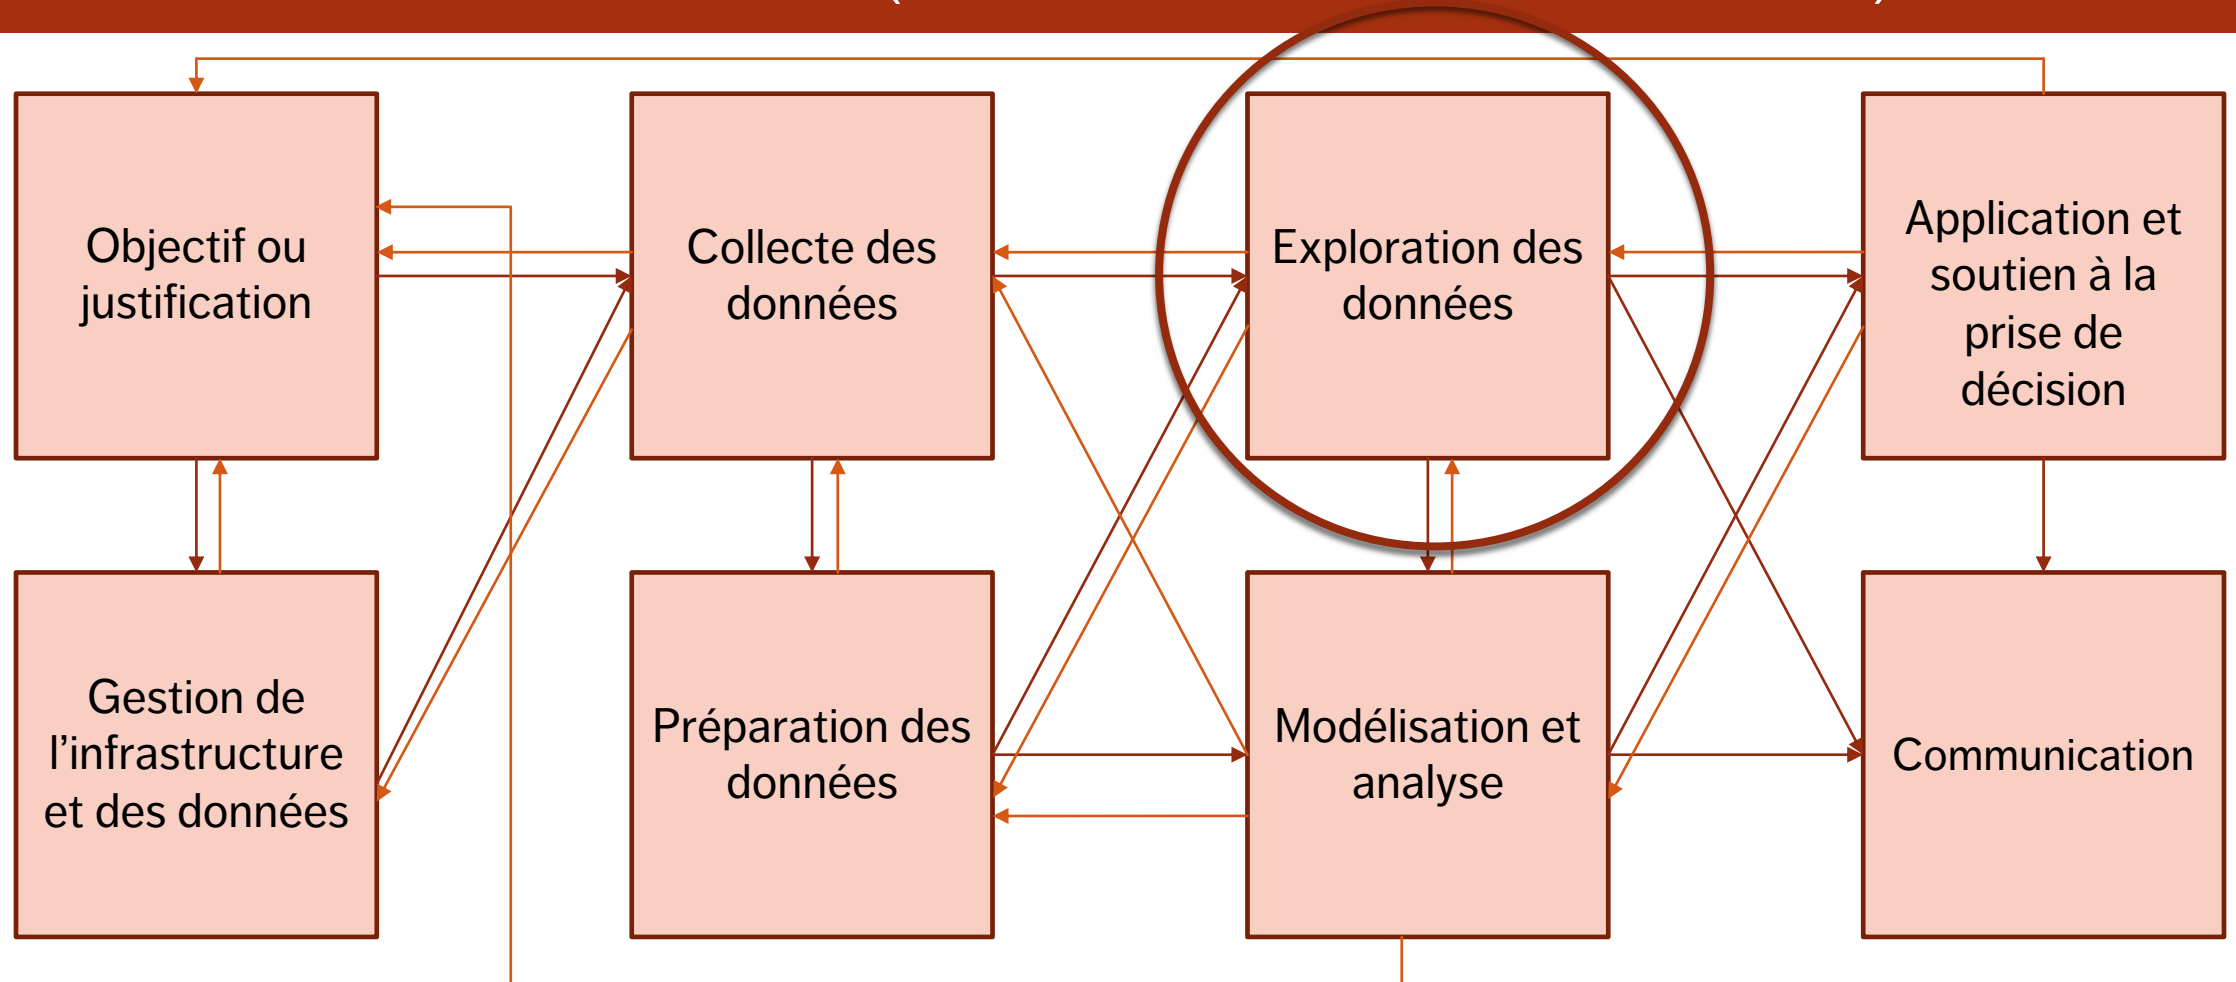 Objectif ou
justification
Collecte des
données
Exploration des
données
Application et
soutien à la
prise de
décision
Gestion de
l’infrastructure
et des données
Préparation des
données
Modélisation et
analyse
Communication